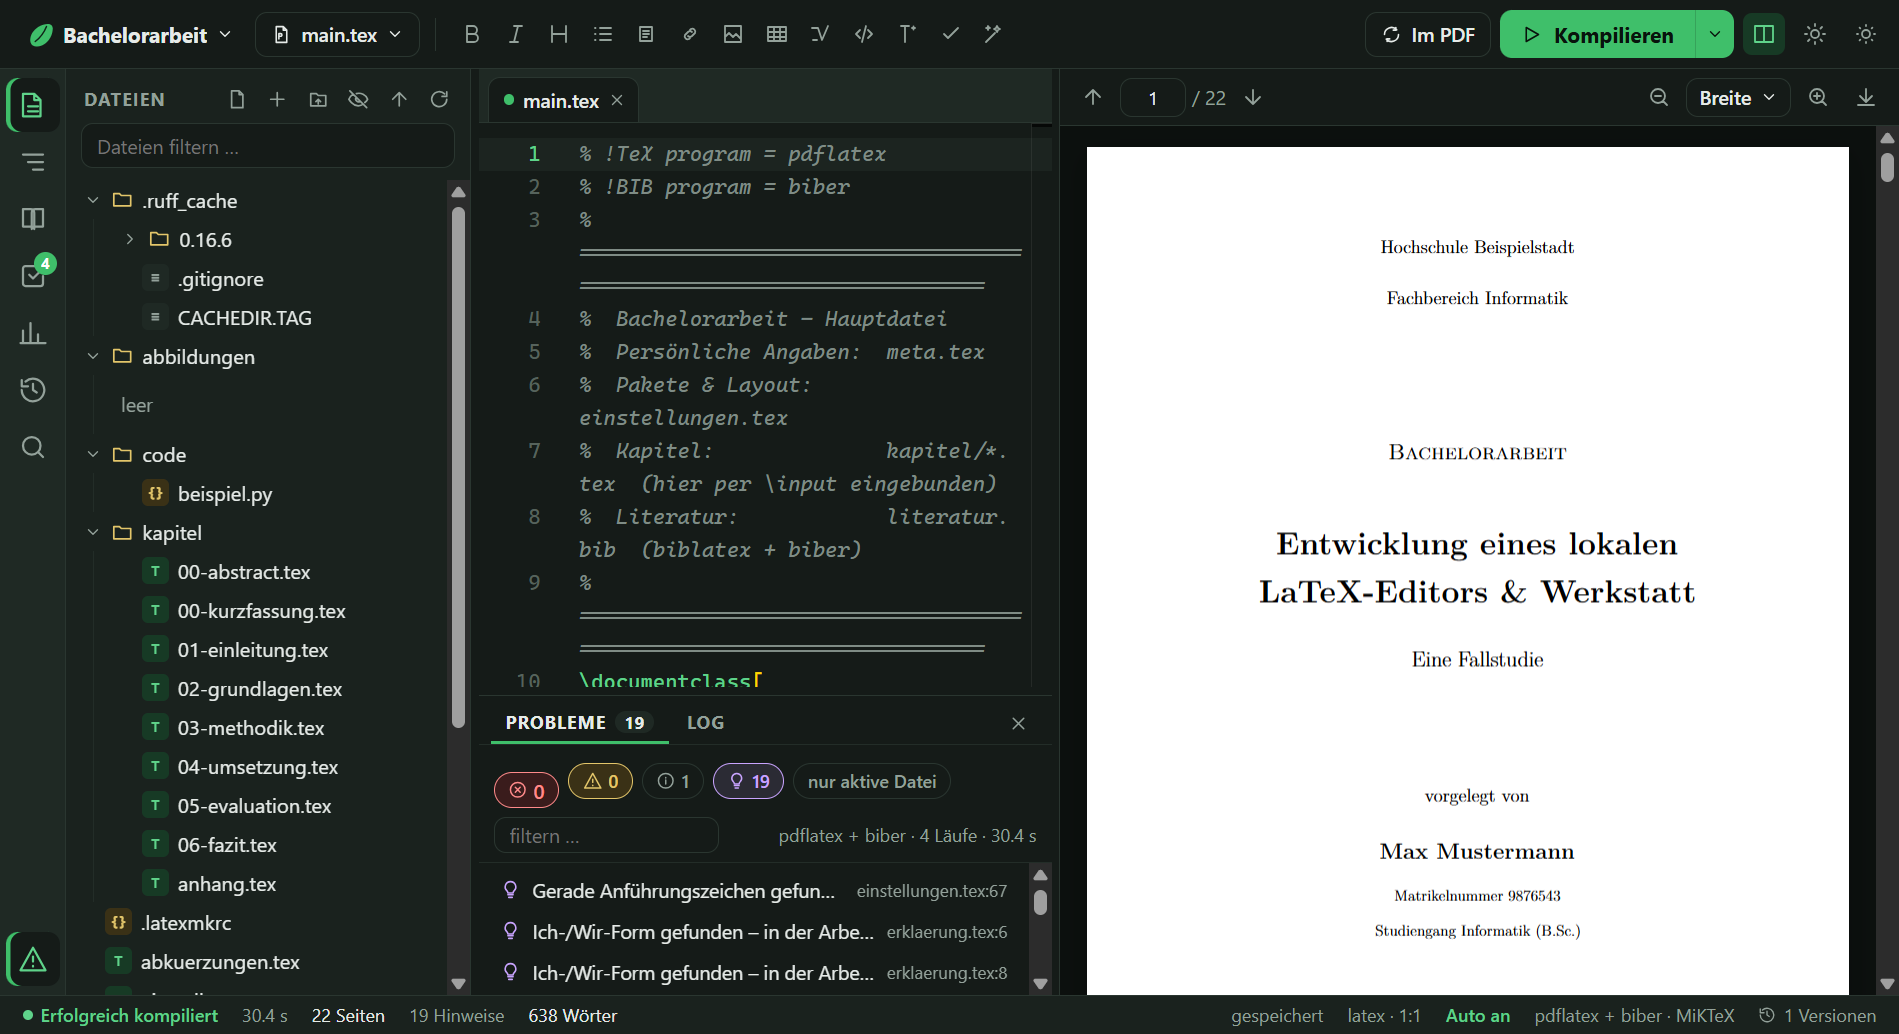 Bachelorarbeit
main.tex
Im PDF
Kompilieren
DATEIEN
Dateien filtern ...
.ruff_cache
0.16.6
.gitignore
CACHEDIR.TAG
abbildungen
leer
code
beispiel.py
kapitel
00-abstract.tex
00-kurzfassung.tex
01-einleitung.tex
02-grundlagen.tex
03-methodik.tex
04-umsetzung.tex
05-evaluation.tex
06-fazit.tex
anhang.tex
.latexmkrc
abkuerzungen.tex
4
main.tex
1 % !TeX program = pdflatex
2 % !BIB program = biber
3 %
==================================
===============================
4 % Bachelorarbeit – Hauptdatei
5 % Persönliche Angaben: meta.tex
6 % Pakete & Layout:
einstellungen.tex
7 % Kapitel: kapitel/*.
tex (hier per \input eingebunden)
8 % Literatur: literatur.
bib (biblatex + biber)
9 %
==================================
===============================
10 \documentclass[
PROBLEME 19 LOG
0 0 1 19 nur aktive Datei
filtern ... pdflatex + biber · 4 Läufe · 30.4 s
Gerade Anführungszeichen gefun... einstellungen.tex:67
Ich-/Wir-Form gefunden – in der Arbe... erklaerung.tex:6
Ich-/Wir-Form gefunden – in der Arbe... erklaerung.tex:8
1 / 22 Breite
Hochschule Beispielstadt
Fachbereich Informatik
Bachelorarbeit
Entwicklung eines lokalen
LaTeX-Editors & Werkstatt
Eine Fallstudie
vorgelegt von
Max Mustermann
Matrikelnummer 9876543
Studiengang Informatik (B.Sc.)
Erfolgreich kompiliert 30.4 s 22 Seiten 19 Hinweise 638 Wörter gespeichert latex · 1:1 Auto an pdflatex + biber · MiKTeX 1 Versionen